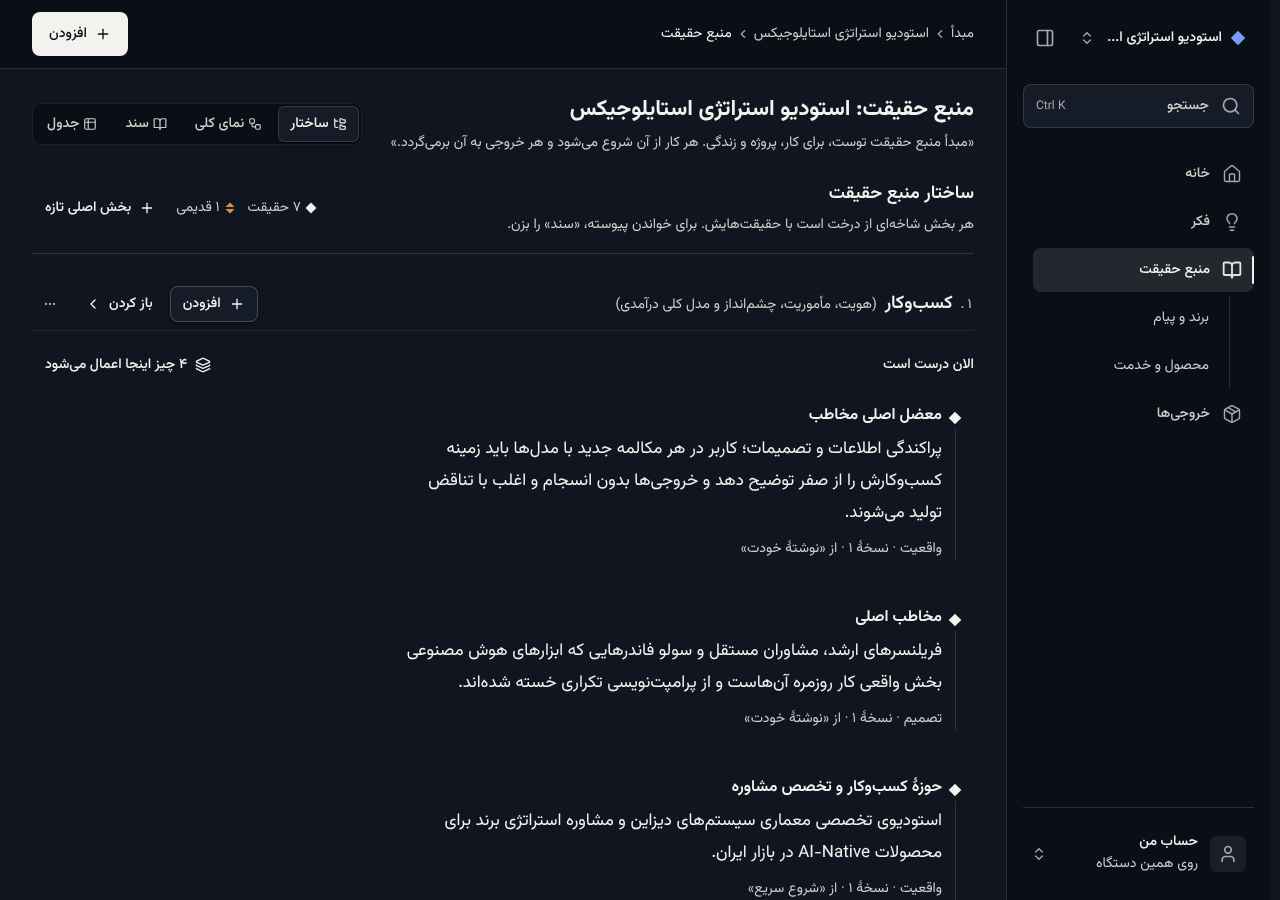 استودیو استراتژی ا...
جستجو
Ctrl K
خانه
فکر
منبع حقیقت
برند و پیام
محصول و خدمت
خروجی‌ها
حساب من
روی همین دستگاه
مبدأ › استودیو استراتژی استایلوجیکس › منبع حقیقت
+ افزودن
منبع حقیقت: استودیو استراتژی استایلوجیکس
«مبدأ منبع حقیقت توست، برای کار، پروژه و زندگی. هر کار از آن شروع می‌شود و هر خروجی به آن برمی‌گردد.»
ساختار
نمای کلی
سند
جدول
ساختار منبع حقیقت
هر بخش شاخه‌ای از درخت است با حقیقت‌هایش. برای خواندن پیوسته، «سند» را بزن.
۷ حقیقت
۱ قدیمی
+ بخش اصلی تازه
۱. کسب‌وکار (هویت، مأموریت، چشم‌انداز و مدل کلی درآمدی)
+ افزودن
باز کردن
...
الان درست است
۴ چیز اینجا اعمال می‌شود
معضل اصلی مخاطب
پراکندگی اطلاعات و تصمیمات؛ کاربر در هر مکالمه جدید با مدل‌ها باید زمینه
کسب‌وکارش را از صفر توضیح دهد و خروجی‌ها بدون انسجام و اغلب با تناقض
تولید می‌شوند.
واقعیت · نسخهٔ ۱ · از «نوشتهٔ خودت»
مخاطب اصلی
فریلنسرهای ارشد، مشاوران مستقل و سولو فاندرهایی که ابزارهای هوش مصنوعی
بخش واقعی کار روزمره آن‌هاست و از پرامپت‌نویسی تکراری خسته شده‌اند.
تصمیم · نسخهٔ ۱ · از «نوشتهٔ خودت»
حوزهٔ کسب‌وکار و تخصص مشاوره
استودیوی تخصصی معماری سیستم‌های دیزاین و مشاوره استراتژی برند برای
محصولات AI-Native در بازار ایران.
واقعیت · نسخهٔ ۱ · از «شروع سریع»